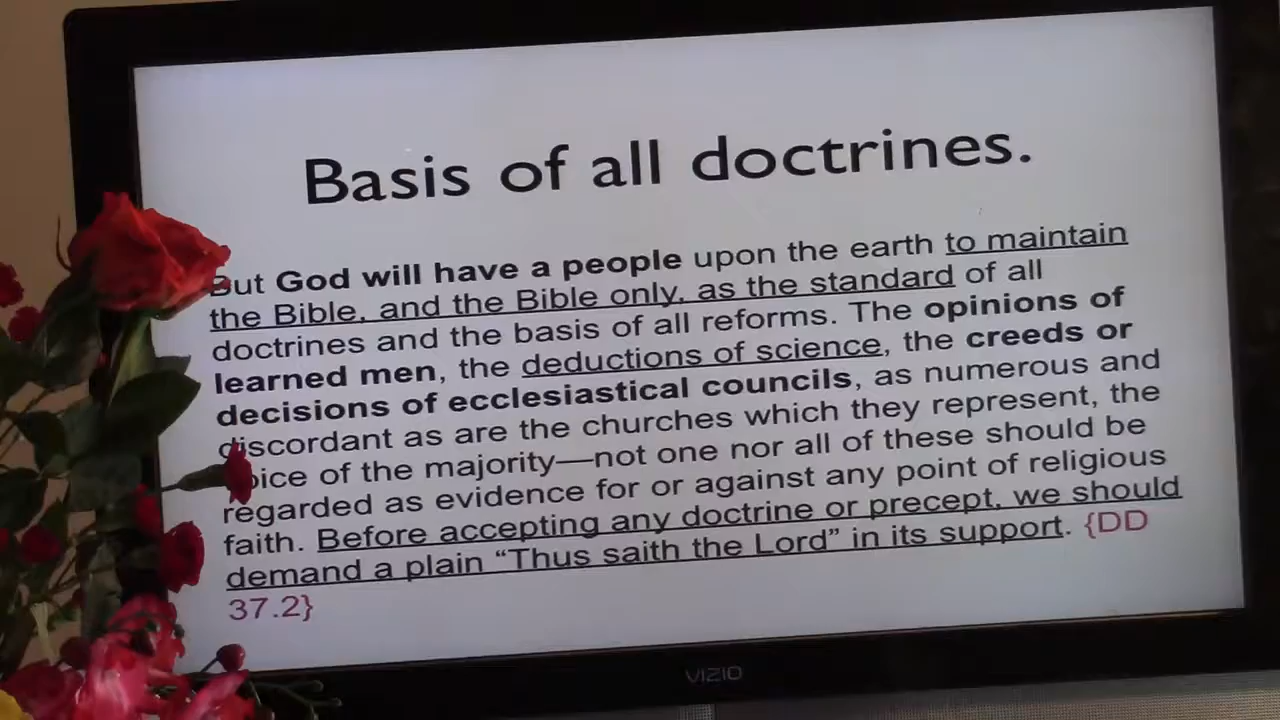 Basis of all doctrines.
But God will have a people upon the earth to maintain
the Bible, and the Bible only, as the standard of all
doctrines and the basis of all reforms. The opinions of
learned men, the deductions of science, the creeds or
decisions of ecclesiastical councils, as numerous and
discordant as are the churches which they represent, the
voice of the majority—not one nor all of these should be
regarded as evidence for or against any point of religious
faith. Before accepting any doctrine or precept, we should
demand a plain “Thus saith the Lord” in its support. {DD
37.2}
VIZIO